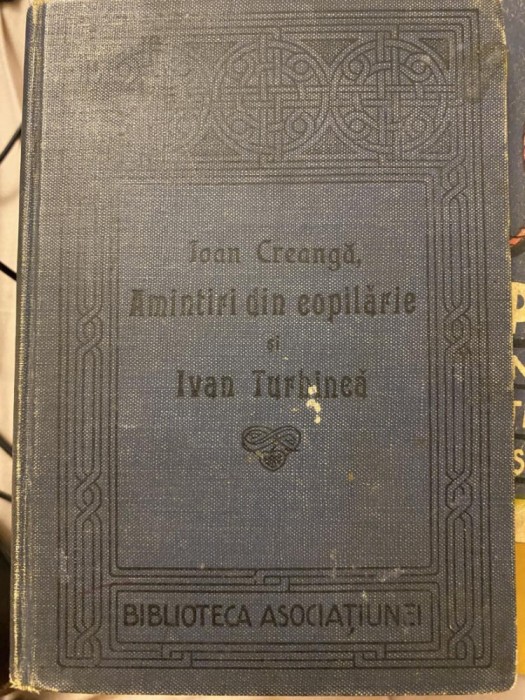 Ioan Creangă,
Amintiri din copilărie
și
Ivan Turbincă
BIBLIOTECA ASOCIAȚIUNEI